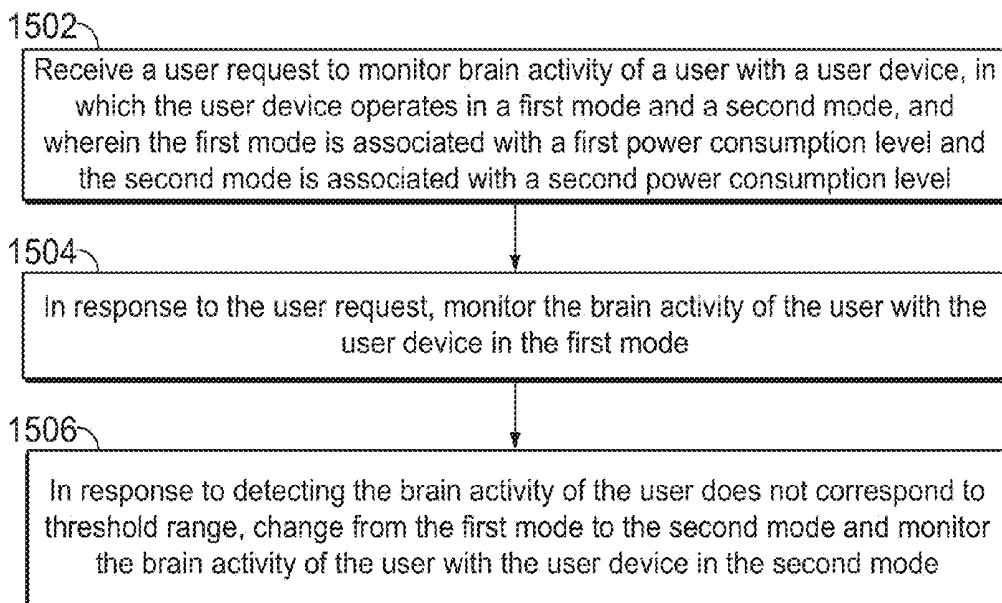 1502
Receive a user request to monitor brain activity of a user with a user device, in
which the user device operates in a first mode and a second mode, and
wherein the first mode is associated with a first power consumption level and
the second mode is associated with a second power consumption level
1504
In response to the user request, monitor the brain activity of the user with the
user device in the first mode
1506
In response to detecting the brain activity of the user does not correspond to
threshold range, change from the first mode to the second mode and monitor
the brain activity of the user with the user device in the second mode